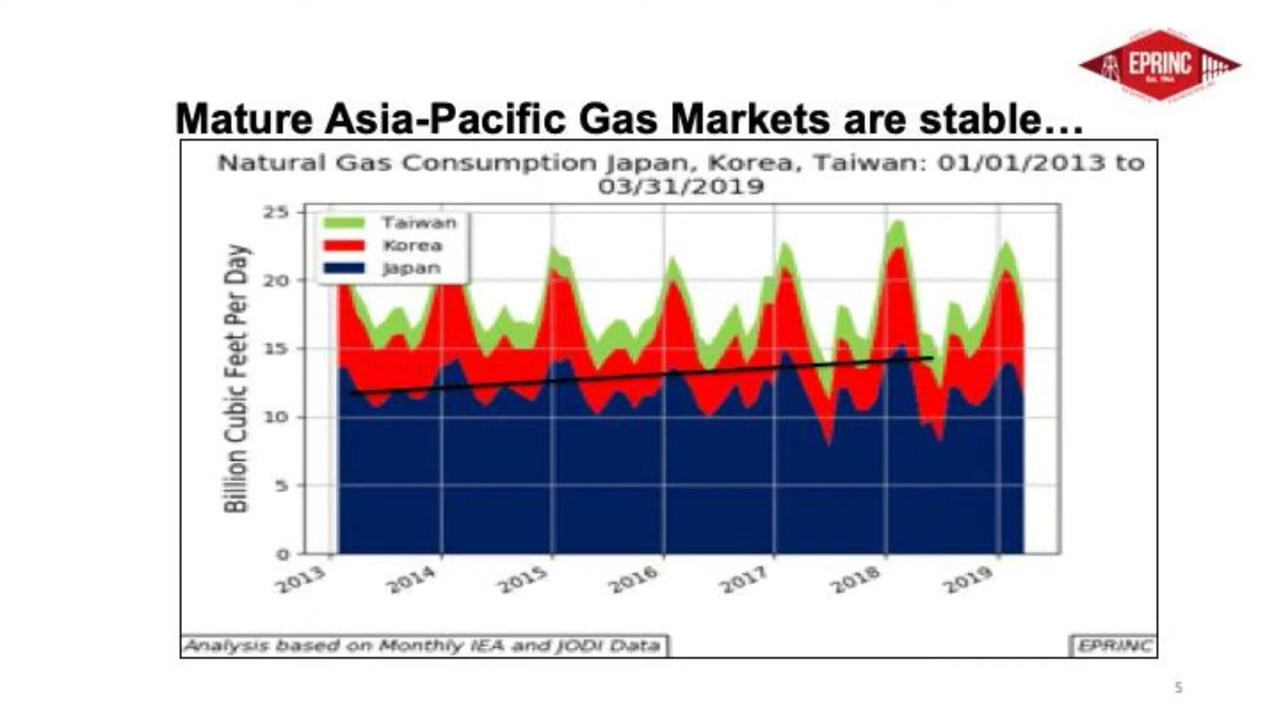 EPRINC
Est. 1944
Mature Asia-Pacific Gas Markets are stable...
Natural Gas Consumption Japan, Korea, Taiwan: 01/01/2013 to
03/31/2019
Billion Cubic Feet Per Day
25
20
15
10
5
0
Taiwan
Korea
Japan
2013
2014
2015
2016
2017
2018
2019
Analysis based on Monthly IEA and JODI Data
EPRINC
5